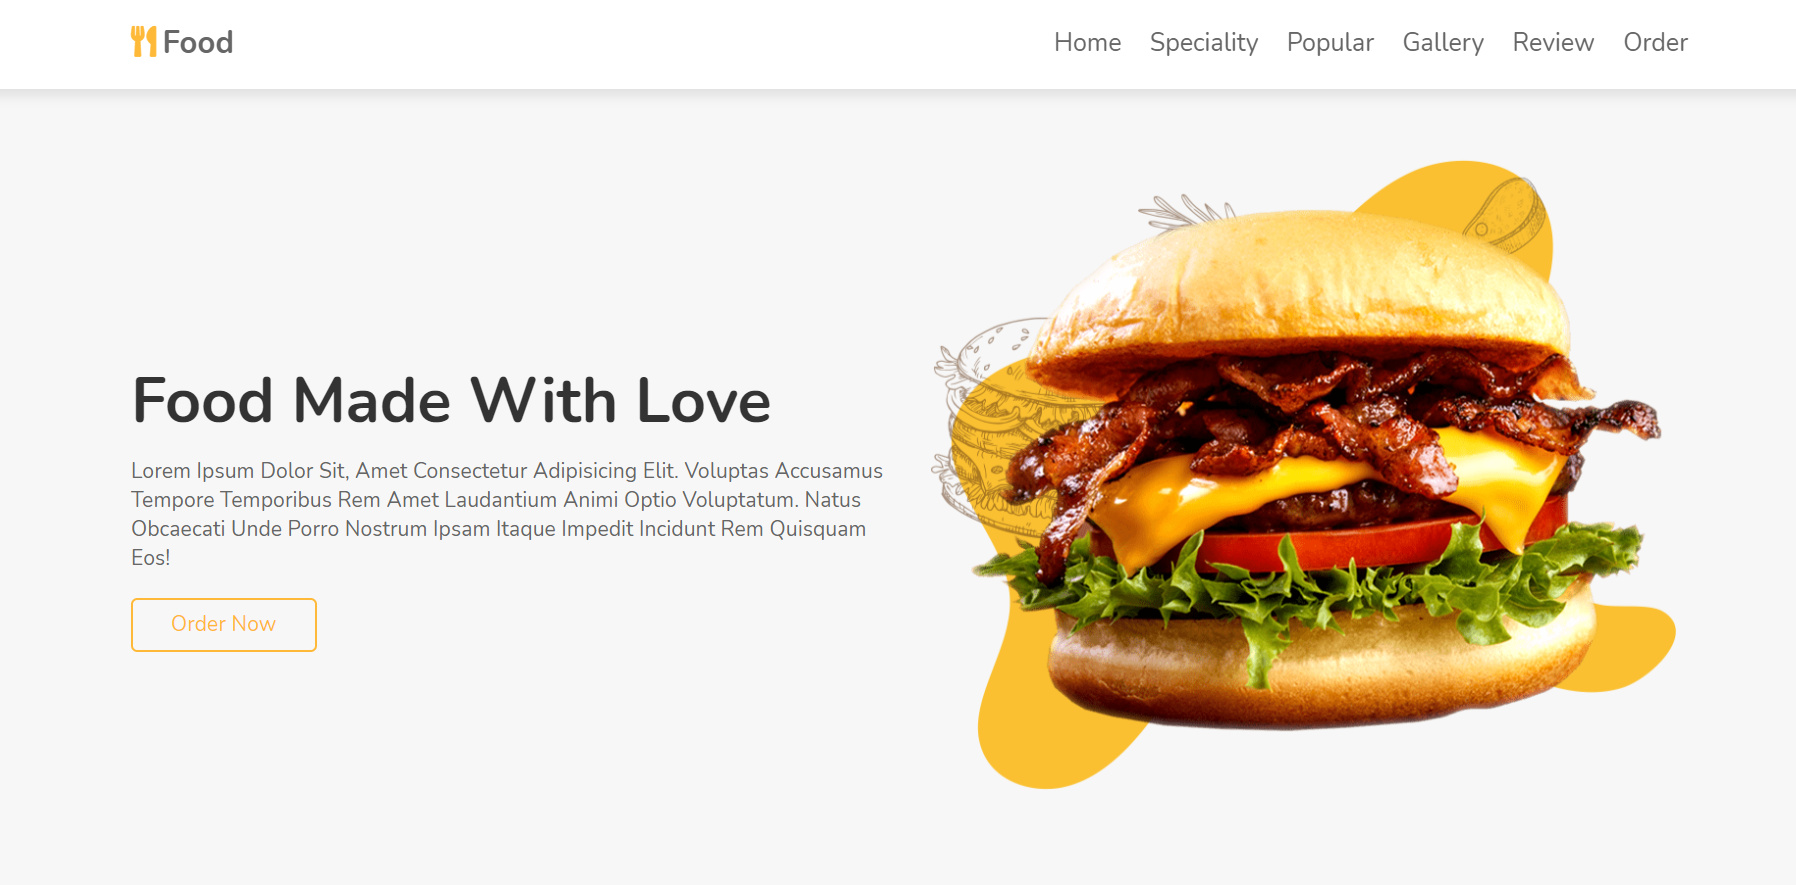 Food
Home Speciality Popular Gallery Review Order
Food Made With Love
Lorem Ipsum Dolor Sit, Amet Consectetur Adipisicing Elit. Voluptas Accusamus
Tempore Temporibus Rem Amet Laudantium Animi Optio Voluptatum. Natus
Obcaecati Unde Porro Nostrum Ipsam Itaque Impedit Incidunt Rem Quisquam
Eos!
Order Now